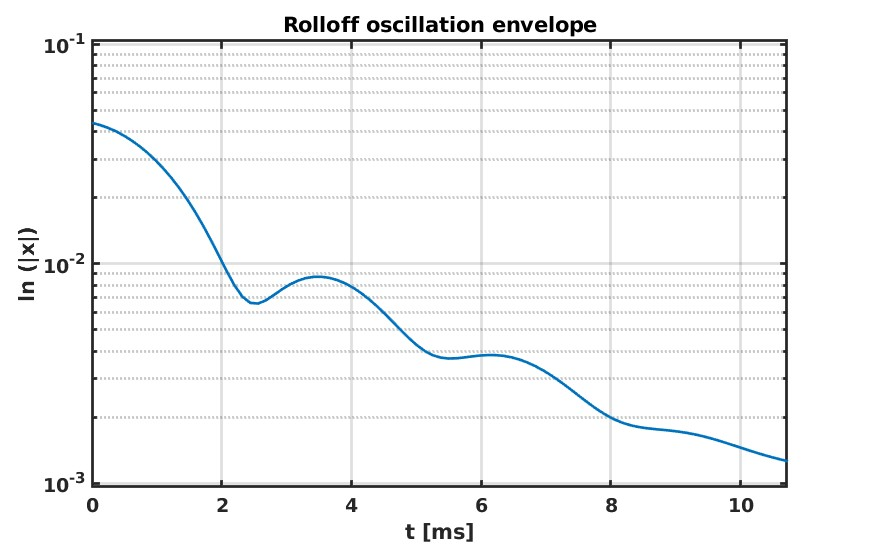 Rolloff oscillation envelope
10^-1
10^-2
10^-3
ln (|x|)
0 2 4 6 8 10
t [ms]